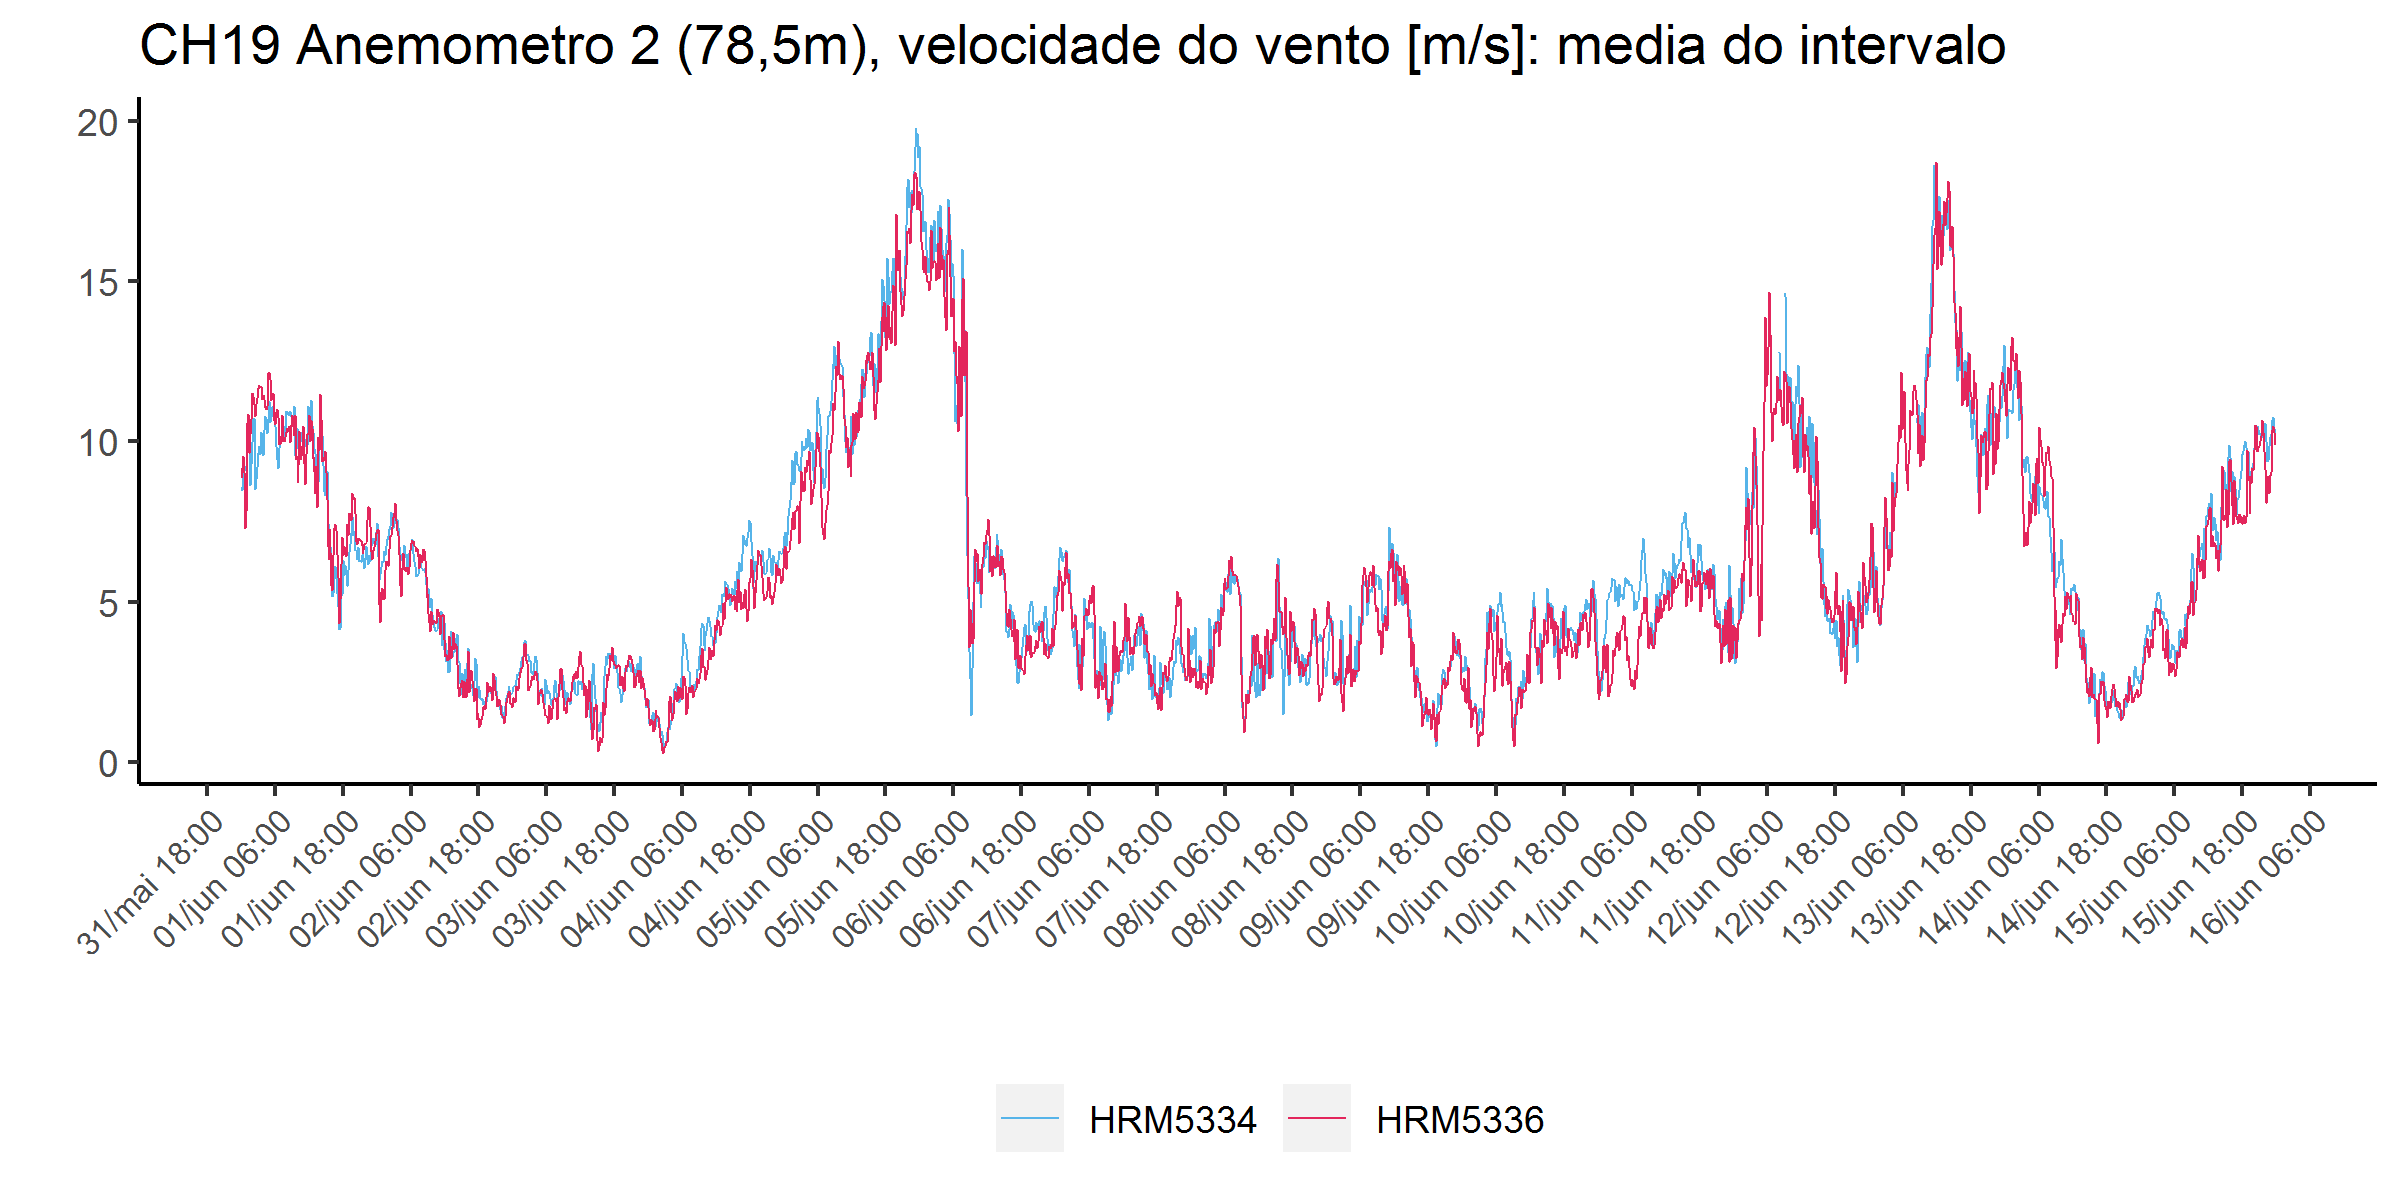 CH19 Anemometro 2 (78,5m), velocidade do vento [m/s]: media do intervalo
20
15
10
5
0
31/mai 18:00
01/jun 06:00
01/jun 18:00
02/jun 06:00
02/jun 18:00
03/jun 06:00
03/jun 18:00
04/jun 06:00
04/jun 18:00
05/jun 06:00
05/jun 18:00
06/jun 06:00
06/jun 18:00
07/jun 06:00
07/jun 18:00
08/jun 06:00
08/jun 18:00
09/jun 06:00
09/jun 18:00
10/jun 06:00
10/jun 18:00
11/jun 06:00
11/jun 18:00
12/jun 06:00
12/jun 18:00
13/jun 06:00
13/jun 18:00
14/jun 06:00
14/jun 18:00
15/jun 06:00
15/jun 18:00
16/jun 06:00
HRM5334
HRM5336